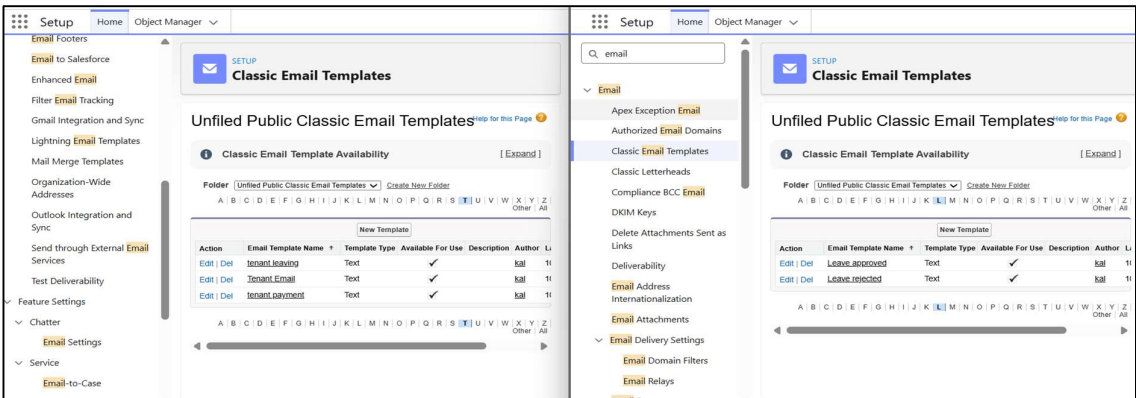 Setup Home Object Manager
Email Footers
Email to Salesforce
Enhanced Email
Filter Email Tracking
Gmail Integration and Sync
Lightning Email Templates
Mail Merge Templates
Organization-Wide
Addresses
Outlook Integration and
Sync
Send through External Email
Services
Test Deliverability
Feature Settings
Chatter
Email Settings
Service
Email-to-Case
SETUP
Classic Email Templates
Unfiled Public Classic Email Templates Help for this Page
Classic Email Template Availability [ Expand ]
Folder Unfiled Public Classic Email Templates Create New Folder
A | B | C | D | E | F | G | H | I | J | K | L | M | N | O | P | Q | R | S | T | U | V | W | X | Y | Z
Other | All
New Template
Action Email Template Name ↑ Template Type Available For Use Description Author
Edit | Del tenant leaving Text ✓ kal
Edit | Del Tenant Email Text ✓ kal
Edit | Del tenant payment Text ✓ kal
A | B | C | D | E | F | G | H | I | J | K | L | M | N | O | P | Q | R | S | T | U | V | W | X | Y | Z
Other | All
Setup Home Object Manager
email
Email
Apex Exception Email
Authorized Email Domains
Classic Email Templates
Classic Letterheads
Compliance BCC Email
DKIM Keys
Delete Attachments Sent as
Links
Deliverability
Email Address
Internationalization
Email Attachments
Email Delivery Settings
Email Domain Filters
Email Relays
SETUP
Classic Email Templates
Unfiled Public Classic Email Templates Help for this Page
Classic Email Template Availability [ Expand ]
Folder Unfiled Public Classic Email Templates Create New Folder
A | B | C | D | E | F | G | H | I | J | K | L | M | N | O | P | Q | R | S | T | U | V | W | X | Y | Z
Other | All
New Template
Action Email Template Name ↑ Template Type Available For Use Description Author
Edit | Del Leave approved Text ✓ kal
Edit | Del Leave rejected Text ✓ kal
A | B | C | D | E | F | G | H | I | J | K | L | M | N | O | P | Q | R | S | T | U | V | W | X | Y | Z
Other | All